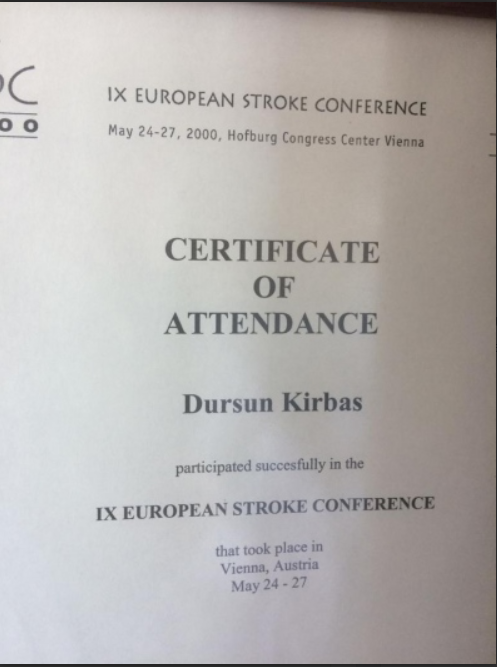 IX EUROPEAN STROKE CONFERENCE
May 24-27, 2000, Hofburg Congress Center Vienna
CERTIFICATE
OF
ATTENDANCE
Dursun Kirbas
participated succesfully in the
IX EUROPEAN STROKE CONFERENCE
that took place in
Vienna, Austria
May 24 - 27